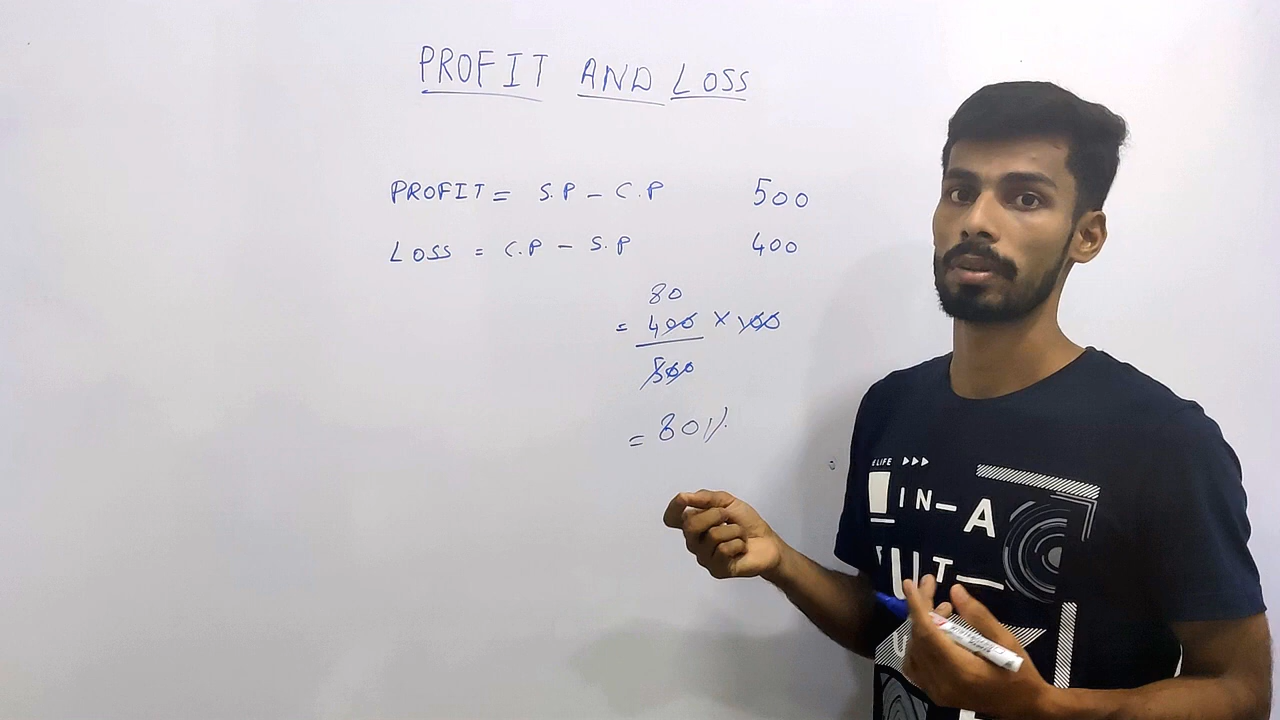 PROFIT AND LOSS
PROFIT = S.P - C.P 500
LOSS = C.P - S.P 400
80
= 400 × 100
500
= 80%
LIFE
IN-A